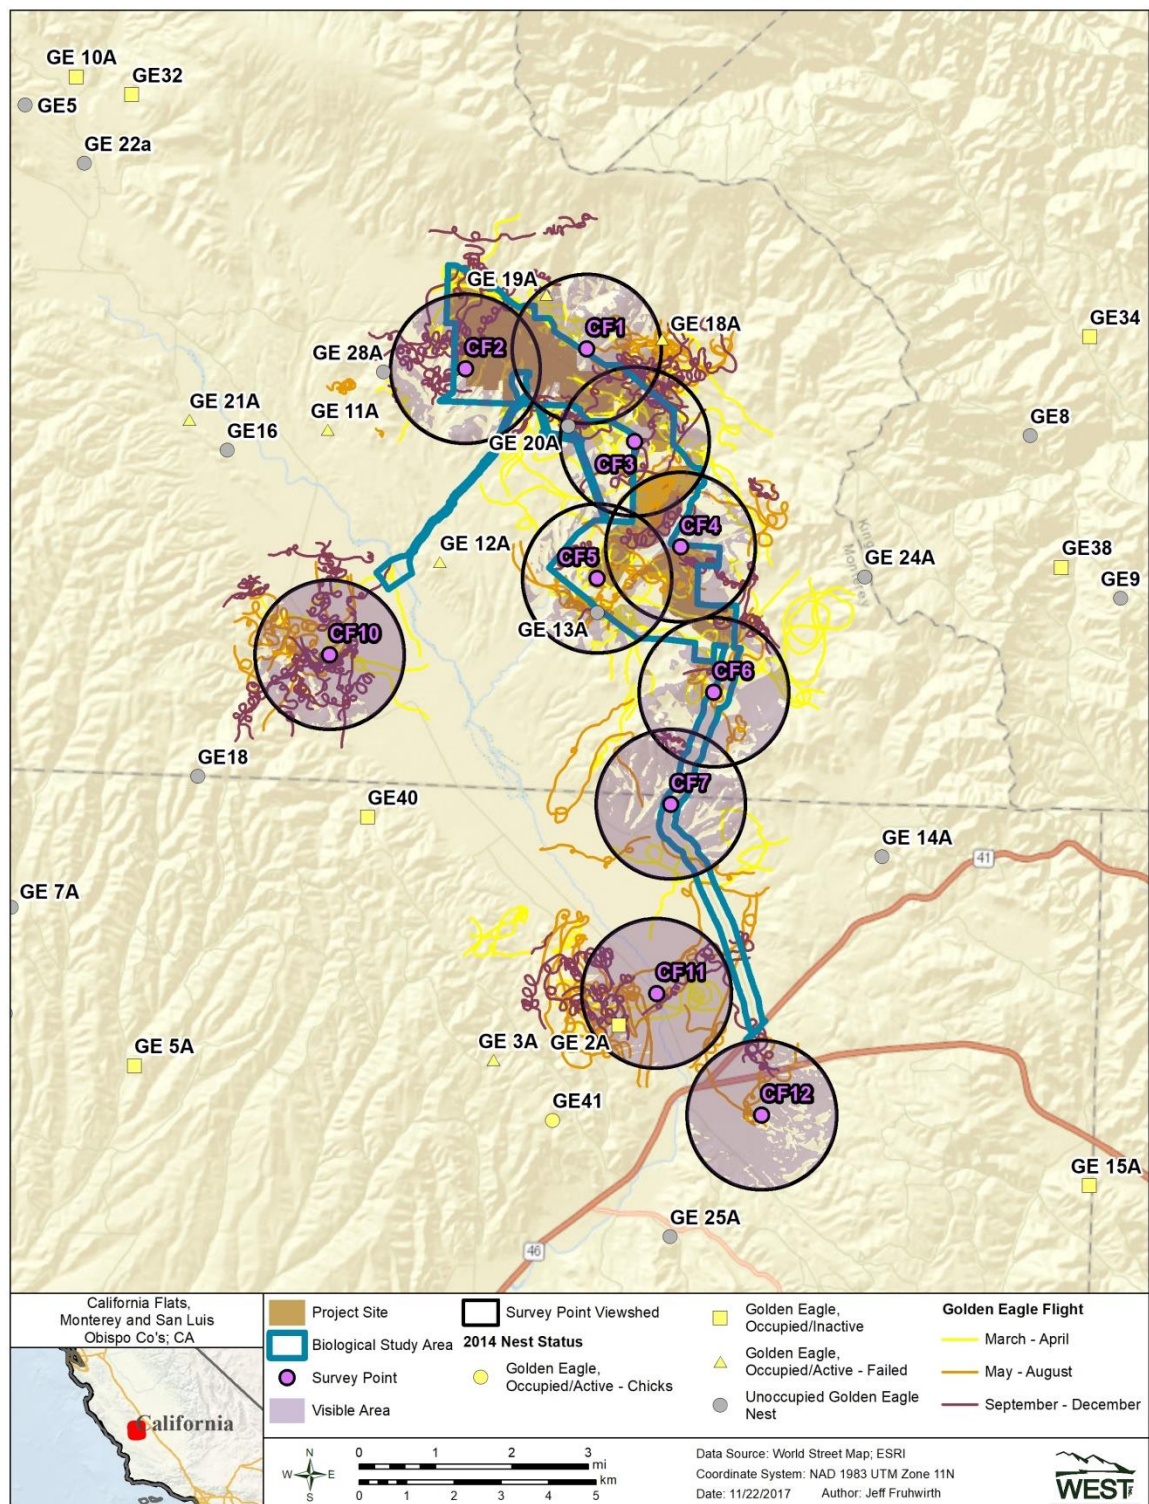 GE 10A
GE32
GE5
GE 22a
GE 19A
CF1
GE 18A
GE34
CF2
GE 28A
GE 21A
GE 11A
GE8
GE16
GE 20A
CF3
Kings
Monterey
CF4
GE 12A
CF5
GE 24A
GE38
GE9
GE 13A
CF10
CF6
GE18
CF7
GE40
GE 14A
41
GE 7A
CF11
GE 3A
GE 2A
GE 5A
CF12
GE41
GE 15A
GE 25A
46
California Flats,
Monterey and San Luis
Obispo Co's; CA
California
Project Site
Biological Study Area
Survey Point
Visible Area
Survey Point Viewshed
2014 Nest Status
Golden Eagle,
Occupied/Active - Chicks
Golden Eagle,
Occupied/Inactive
Golden Eagle,
Occupied/Active - Failed
Unoccupied Golden Eagle
Nest
Golden Eagle Flight
March - April
May - August
September - December
N
W E
S
0 1 2 3
mi
km
0 1 2 3 4 5
Data Source: World Street Map; ESRI
Coordinate System: NAD 1983 UTM Zone 11N
Date: 11/22/2017 Author: Jeff Fruhwirth
WEST